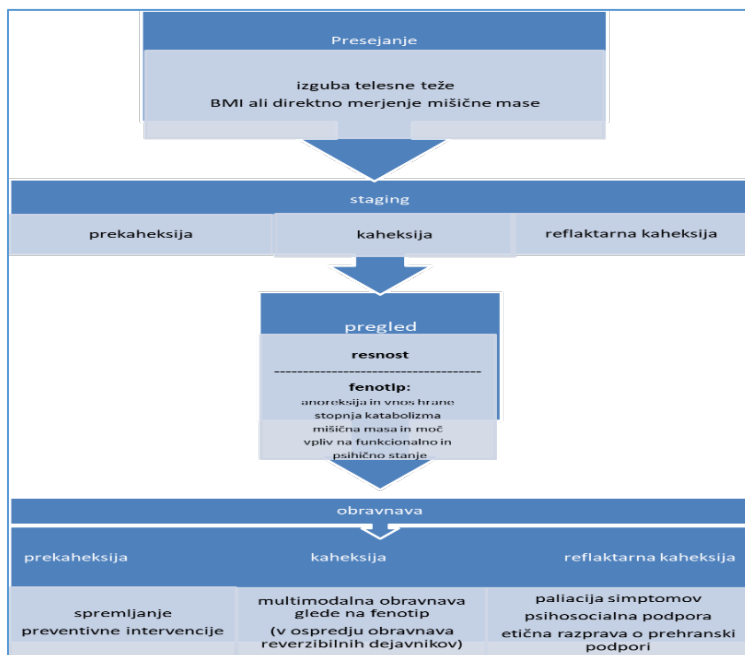 Presejanje
izguba telesne teže
BMI ali direktno merjenje mišične mase
staging
prekaheksija
kaheksija
reflaktarna kaheksija
pregled
resnost
------------------------------------
fenotip:
anoreksija in vnos hrane
stopnja katabolizma
mišična masa in moč
vpliv na funkcionalno in
psihično stanje
obravnava
prekaheksija
kaheksija
reflaktarna kaheksija
spremljanje
preventivne intervencije
multimodalna obravnava
glede na fenotip
(v ospredju obravnava
reverzibilnih dejavnikov)
paliacija simptomov
psihosocialna podpora
etična razprava o prehranski
podpori